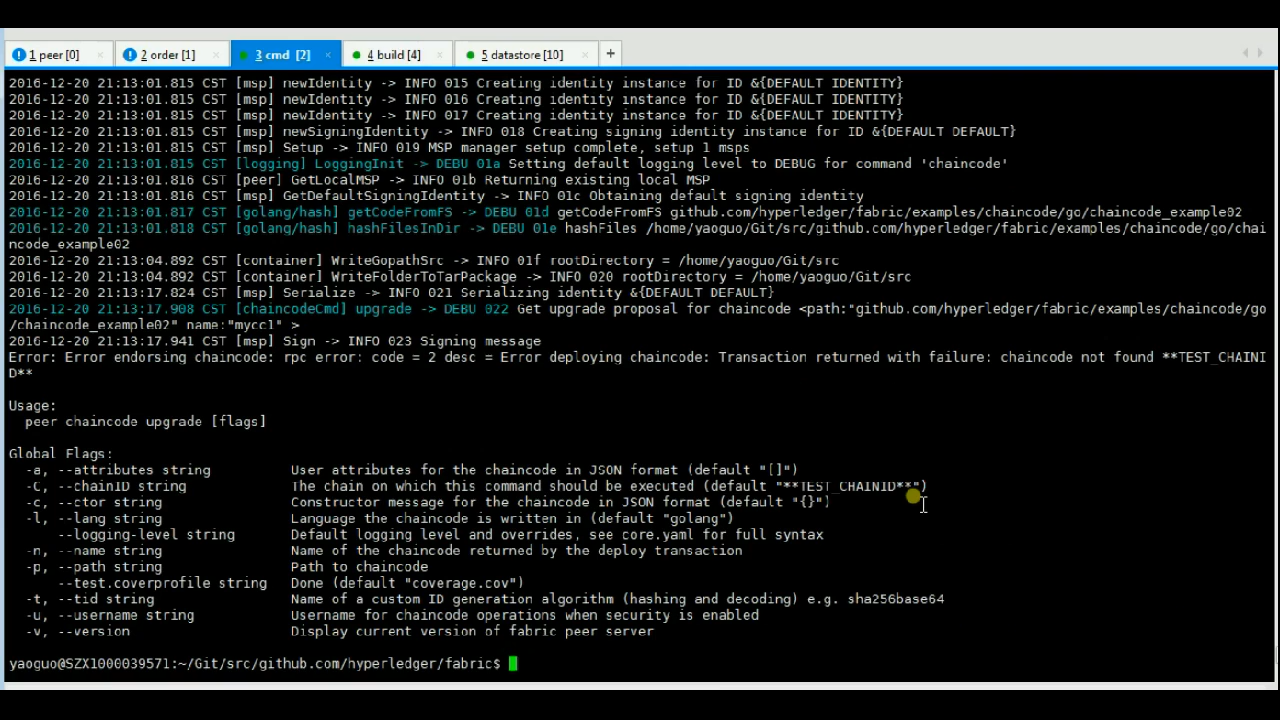 1 peer [0] × 2 order [1] × 3 cmd [2] × 4 build [4] × 5 datastore [10] × +
2016-12-20 21:13:01.815 CST [msp] newIdentity -> INFO 015 Creating identity instance for ID &{DEFAULT IDENTITY}
2016-12-20 21:13:01.815 CST [msp] newIdentity -> INFO 016 Creating identity instance for ID &{DEFAULT IDENTITY}
2016-12-20 21:13:01.815 CST [msp] newIdentity -> INFO 017 Creating identity instance for ID &{DEFAULT IDENTITY}
2016-12-20 21:13:01.815 CST [msp] newSigningIdentity -> INFO 018 Creating signing identity instance for ID &{DEFAULT DEFAULT}
2016-12-20 21:13:01.815 CST [msp] Setup -> INFO 019 MSP manager setup complete, setup 1 msps
2016-12-20 21:13:01.815 CST [logging] LoggingInit -> DEBU 01a Setting default logging level to DEBUG for command 'chaincode'
2016-12-20 21:13:01.816 CST [peer] GetLocalMSP -> INFO 01b Returning existing local MSP
2016-12-20 21:13:01.816 CST [msp] GetDefaultSigningIdentity -> INFO 01c Obtaining default signing identity
2016-12-20 21:13:01.817 CST [golang/hash] getCodeFromFS -> DEBU 01d getCodeFromFS github.com/hyperledger/fabric/examples/chaincode/go/chaincode_example02
2016-12-20 21:13:01.818 CST [golang/hash] hashFilesInDir -> DEBU 01e hashFiles /home/yaoguo/Git/src/github.com/hyperledger/fabric/examples/chaincode/go/chai
ncode_example02
2016-12-20 21:13:04.892 CST [container] WriteGopathSrc -> INFO 01f rootDirectory = /home/yaoguo/Git/src
2016-12-20 21:13:04.892 CST [container] WriteFolderToTarPackage -> INFO 020 rootDirectory = /home/yaoguo/Git/src
2016-12-20 21:13:17.824 CST [msp] Serialize -> INFO 021 Serializing identity &{DEFAULT DEFAULT}
2016-12-20 21:13:17.908 CST [chaincodeCmd] upgrade -> DEBU 022 Get upgrade proposal for chaincode <path:"github.com/hyperledger/fabric/examples/chaincode/go
/chaincode_example02" name:"mycc1" >
2016-12-20 21:13:17.941 CST [msp] Sign -> INFO 023 Signing message
Error: Error endorsing chaincode: rpc error: code = 2 desc = Error deploying chaincode: Transaction returned with failure: chaincode not found **TEST_CHAINI
D**
Usage:
peer chaincode upgrade [flags]
Global Flags:
-a, --attributes string User attributes for the chaincode in JSON format (default "[]")
-C, --chainID string The chain on which this command should be executed (default "**TEST_CHAINID**")
-c, --ctor string Constructor message for the chaincode in JSON format (default "{}")
-l, --lang string Language the chaincode is written in (default "golang")
--logging-level string Default logging level and overrides, see core.yaml for full syntax
-n, --name string Name of the chaincode returned by the deploy transaction
-p, --path string Path to chaincode
--test.coverprofile string Done (default "coverage.cov")
-t, --tid string Name of a custom ID generation algorithm (hashing and decoding) e.g. sha256base64
-u, --username string Username for chaincode operations when security is enabled
-v, --version Display current version of fabric peer server
yaoguo@SZX1000039571:~/Git/src/github.com/hyperledger/fabric$